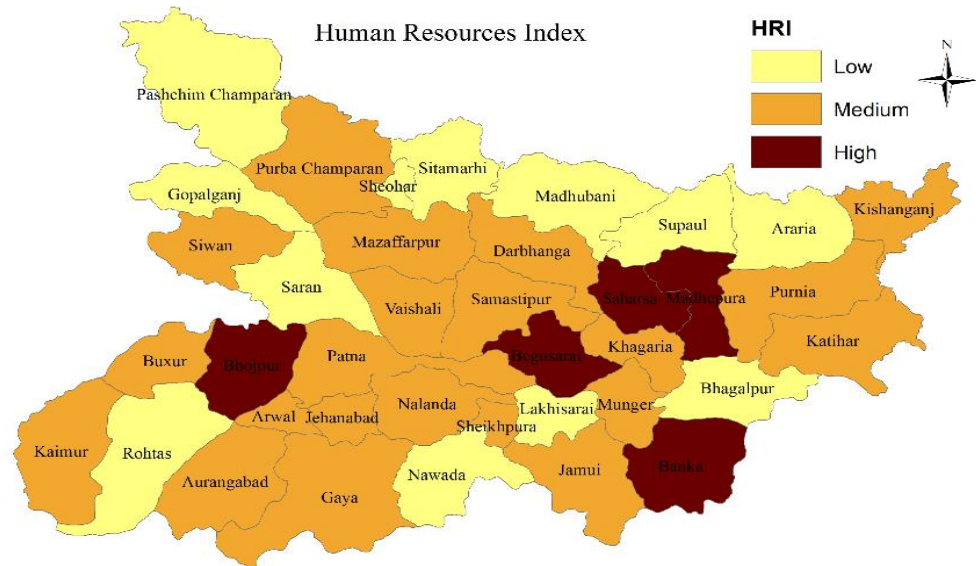 Human Resources Index
HRI
Low
Medium
High
N
Pashchim Champaran
Purba Champaran
Sheohar
Sitamarhi
Gopalganj
Madhubani
Supaul
Araria
Kishanganj
Siwan
Mazaffarpur
Darbhanga
Saran
Vaishali
Samastipur
Saharsa
Madhepura
Purnia
Buxur
Bhojpur
Patna
Begusarai
Khagaria
Katihar
Bhagalpur
Arwal
Jehanabad
Nalanda
Sheikhpura
Lakhisarai
Munger
Kaimur
Rohtas
Aurangabad
Gaya
Nawada
Jamui
Banka